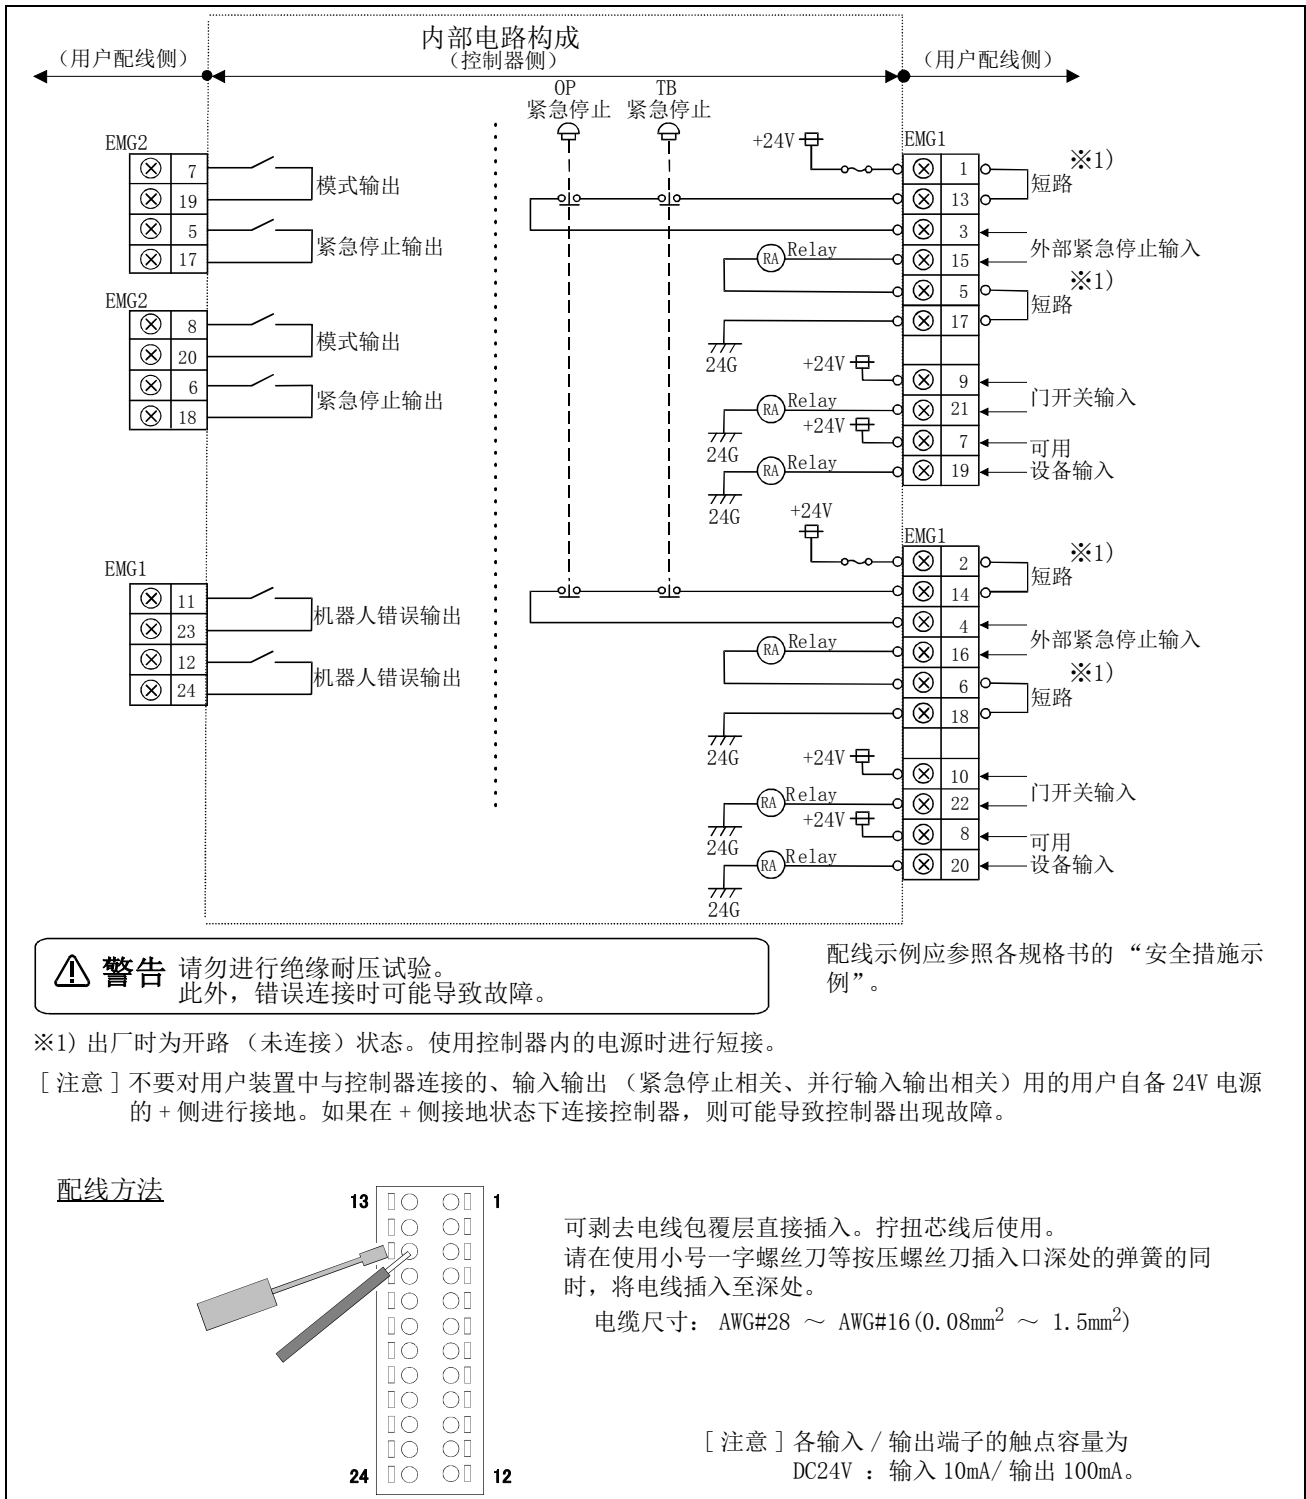 内部电路构成
（用户配线侧）
（控制器侧）
（用户配线侧）
OP
紧急停止
TB
紧急停止
EMG2
7
19
5
17
模式输出
紧急停止输出
EMG2
8
20
6
18
模式输出
紧急停止输出
EMG1
11
23
12
24
机器人错误输出
机器人错误输出
+24V
EMG1
1
※1)
短路
13
3
外部紧急停止输入
RA
Relay
15
※1)
5
短路
17
24G
+24V
9
门开关输入
RA
Relay
21
24G
+24V
7
可用
设备输入
RA
Relay
19
24G
+24V
EMG1
2
※1)
短路
14
4
外部紧急停止输入
RA
Relay
16
※1)
6
短路
18
24G
+24V
10
门开关输入
RA
Relay
22
24G
+24V
8
可用
设备输入
RA
Relay
20
24G
警告 请勿进行绝缘耐压试验。
此外，错误连接时可能导致故障。
配线示例应参照各规格书的 “安全措施示
例”。
※1) 出厂时为开路 （未连接）状态。使用控制器内的电源时进行短接。
[ 注意 ] 不要对用户装置中与控制器连接的、输入输出 （紧急停止相关、并行输入输出相关）用的用户自备 24V 电源
的 + 侧进行接地。如果在 + 侧接地状态下连接控制器，则可能导致控制器出现故障。
配线方法
13
1
24
12
可剥去电线包覆层直接插入。拧扭芯线后使用。
请在使用小号一字螺丝刀等按压螺丝刀插入口深处的弹簧的同
时，将电线插入至深处。
电缆尺寸： AWG#28 ～ AWG#16(0.08mm² ～ 1.5mm²)
[ 注意 ] 各输入 / 输出端子的触点容量为
DC24V ：输入 10mA/ 输出 100mA。